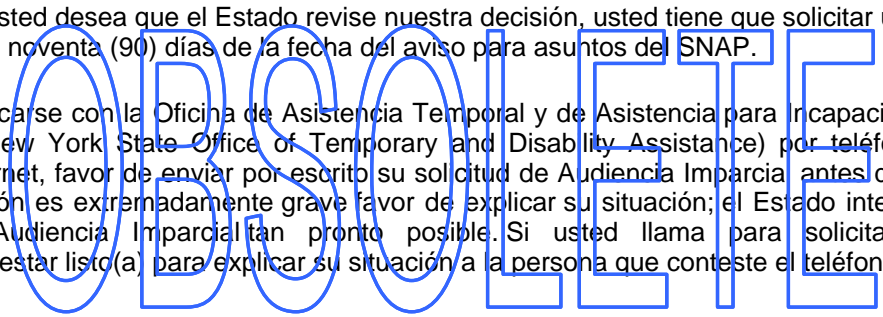 sted desea que el Estado revise nuestra decisión, usted tiene que solicitar
noventa (90) días de la fecha del aviso para asuntos del SNAP.
carse con la Oficina de Asistencia Temporal y de Asistencia para Incapaci
ew York State Office of Temporary and Disability Assistance) por teléf
rnet, favor de enviar por escrito su solicitud de Audiencia Imparcial antes
ón es extremadamente grave favor de explicar su situación; el Estado inte
Audiencia Imparcial tan pronto posible. Si usted llama para solicita
estar listo(a) para explicar su situación a la persona que conteste el teléfon
OBSOLETE